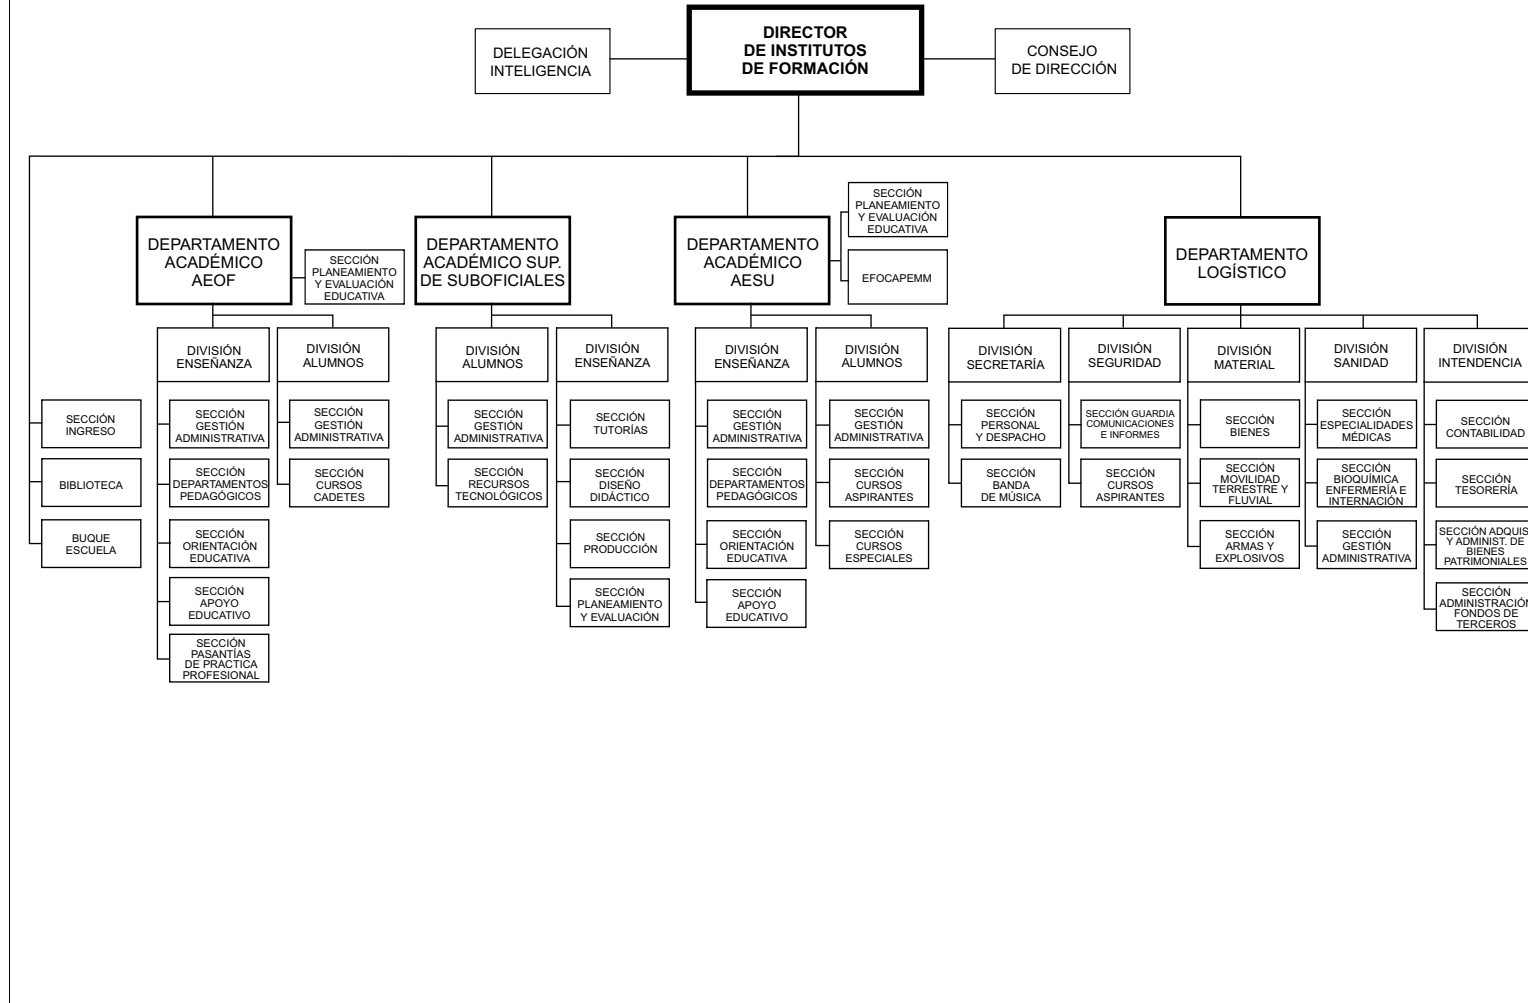 DELEGACIÓN
INTELIGENCIA
DIRECTOR
DE INSTITUTOS
DE FORMACIÓN
CONSEJO
DE DIRECCIÓN
DEPARTAMENTO
ACADÉMICO
AEOF
SECCIÓN
PLANEAMIENTO
Y EVALUACIÓN
EDUCATIVA
DEPARTAMENTO
ACADÉMICO SUP.
DE SUBOFICIALES
DEPARTAMENTO
ACADÉMICO
AESU
SECCIÓN
PLANEAMIENTO
Y EVALUACIÓN
EDUCATIVA
EFOCAPEMM
DEPARTAMENTO
LOGÍSTICO
SECCIÓN
INGRESO
BIBLIOTECA
BUQUE
ESCUELA
DIVISIÓN
ENSEÑANZA
SECCIÓN
GESTIÓN
ADMINISTRATIVA
SECCIÓN
DEPARTAMENTOS
PEDAGÓGICOS
SECCIÓN
ORIENTACIÓN
EDUCATIVA
SECCIÓN
APOYO
EDUCATIVO
SECCIÓN
PASANTÍAS
DE PRACTICA
PROFESIONAL
DIVISIÓN
ALUMNOS
SECCIÓN
GESTIÓN
ADMINISTRATIVA
SECCIÓN
CURSOS
CADETES
DIVISIÓN
ALUMNOS
SECCIÓN
GESTIÓN
ADMINISTRATIVA
SECCIÓN
RECURSOS
TECNOLÓGICOS
DIVISIÓN
ENSEÑANZA
SECCIÓN
TUTORÍAS
SECCIÓN
DISEÑO
DIDÁCTICO
SECCIÓN
PRODUCCIÓN
SECCIÓN
PLANEAMIENTO
Y EVALUACIÓN
DIVISIÓN
ENSEÑANZA
SECCIÓN
GESTIÓN
ADMINISTRATIVA
SECCIÓN
DEPARTAMENTOS
PEDAGÓGICOS
SECCIÓN
ORIENTACIÓN
EDUCATIVA
SECCIÓN
APOYO
EDUCATIVO
DIVISIÓN
ALUMNOS
SECCIÓN
GESTIÓN
ADMINISTRATIVA
SECCIÓN
CURSOS
ASPIRANTES
SECCIÓN
CURSOS
ESPECIALES
DIVISIÓN
SECRETARÍA
SECCIÓN
PERSONAL
Y DESPACHO
SECCIÓN
BANDA
DE MÚSICA
DIVISIÓN
SEGURIDAD
SECCIÓN GUARDIA
COMUNICACIONES
E INFORMES
SECCIÓN
CURSOS
ASPIRANTES
DIVISIÓN
MATERIAL
SECCIÓN
BIENES
SECCIÓN
MOVILIDAD
TERRESTRE Y
FLUVIAL
SECCIÓN
ARMAS Y
EXPLOSIVOS
DIVISIÓN
SANIDAD
SECCIÓN
ESPECIALIDADES
MÉDICAS
SECCIÓN
BIOQUÍMICA
ENFERMERÍA E
INTERNACIÓN
SECCIÓN
GESTIÓN
ADMINISTRATIVA
DIVISIÓN
INTENDENCIA
SECCIÓN
CONTABILIDAD
SECCIÓN
TESORERÍA
SECCIÓN ADQUIS
Y ADMINIST. DE
BIENES
PATRIMONIALES
SECCIÓN
ADMINISTRACIÓN
FONDOS DE
TERCEROS